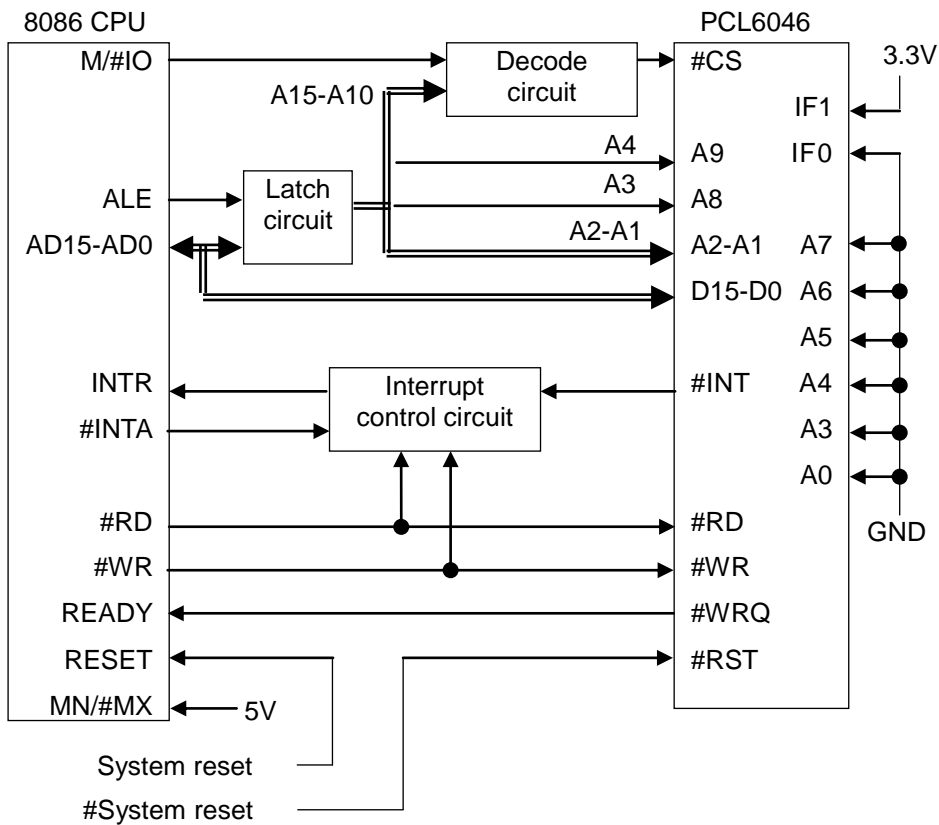 8086 CPU
PCL6046
M/#IO
Decode
circuit
#CS
3.3V
A15-A10
IF1
A4
A9
IF0
ALE
Latch
circuit
A3
A8
AD15-AD0
A2-A1
A2-A1
A7
D15-D0
A6
A5
INTR
Interrupt
control circuit
#INT
A4
#INTA
A3
A0
#RD
#RD
GND
#WR
#WR
READY
#WRQ
RESET
#RST
MN/#MX
5V
System reset
#System reset